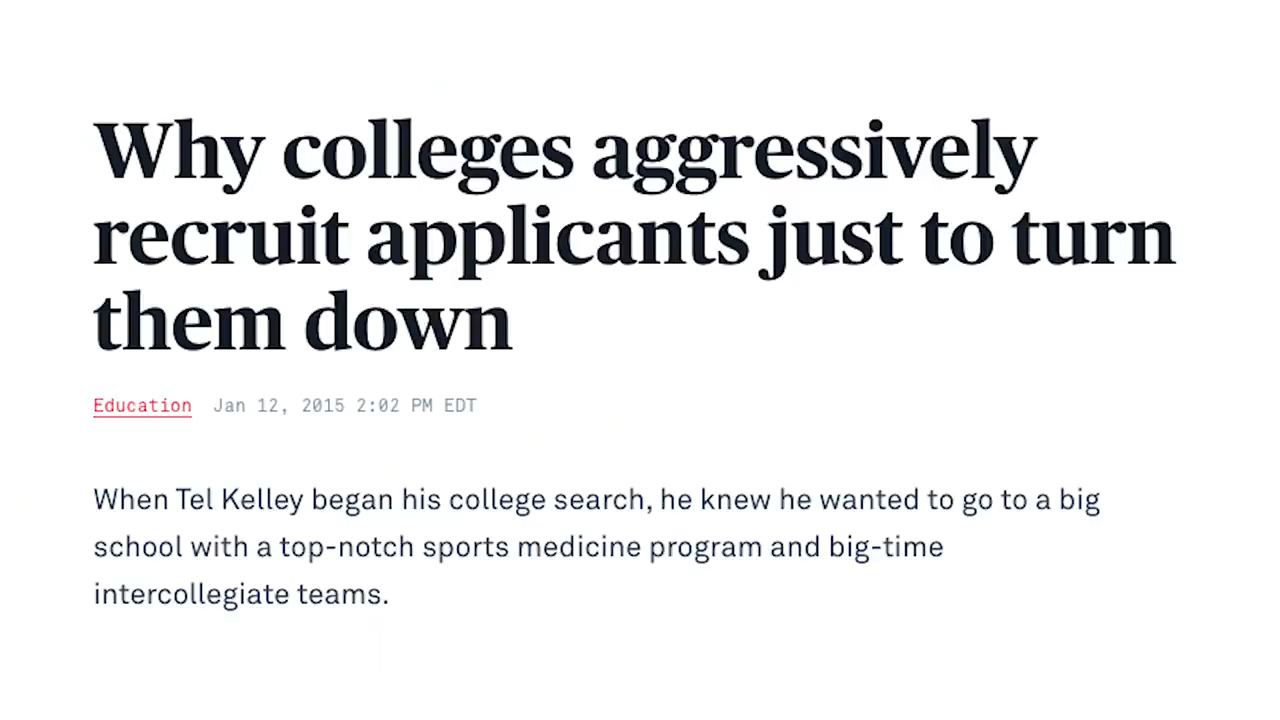 Why colleges aggressively
recruit applicants just to turn
them down
Education Jan 12, 2015 2:02 PM EDT
When Tel Kelley began his college search, he knew he wanted to go to a big
school with a top-notch sports medicine program and big-time
intercollegiate teams.